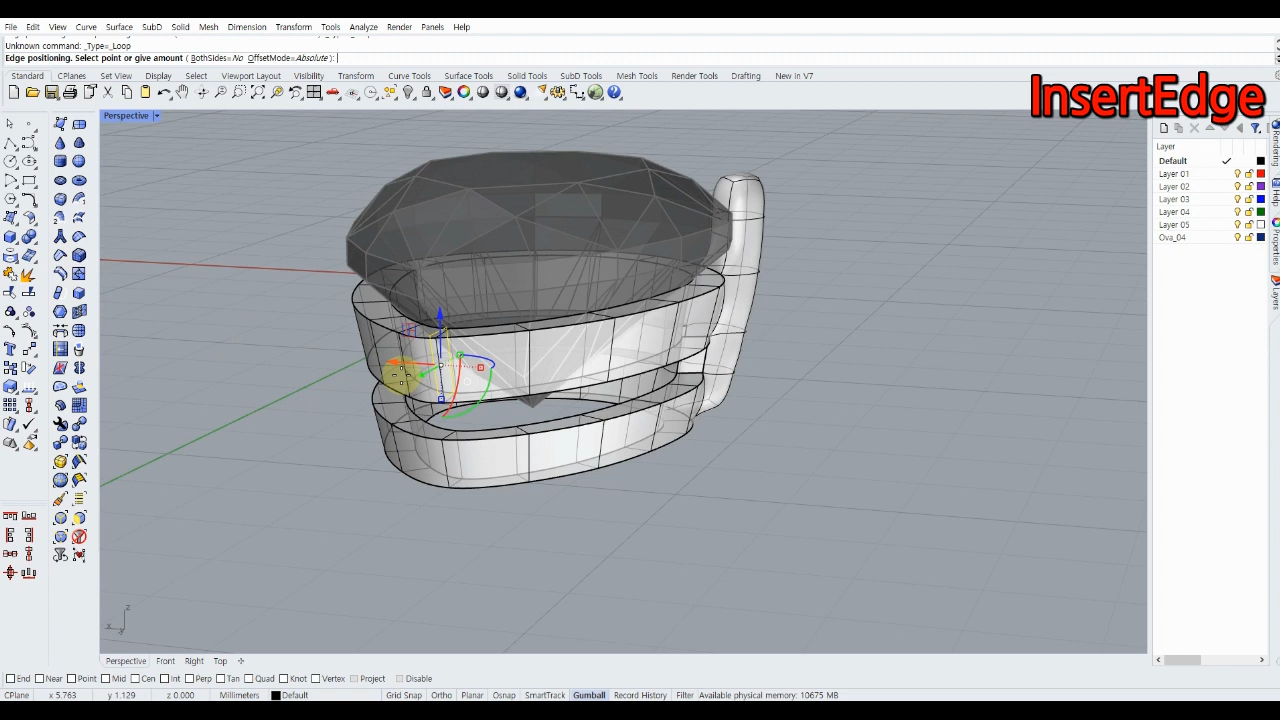 File Edit View Curve Surface SubD Solid Mesh Dimension Transform Tools Analyze Render Panels Help
Unknown command: _Type=_Loop
Edge positioning. Select point or give amount ( BothSides=No OffsetMode=Absolute ):
Standard CPlanes Set View Display Select Viewport Layout Visibility Transform Curve Tools Surface Tools Solid Tools SubD Tools Mesh Tools Render Tools Drafting New in V7
InsertEdge
Perspective
Layer
Default
Layer 01
Layer 02
Layer 03
Layer 04
Layer 05
Ova_04
Rendering
Help
Properties
Layers
z
x
y
Perspective Front Right Top
End Near Point Mid Cen Int Perp Tan Quad Knot Vertex Project Disable
CPlane x 5.763 y 1.129 z 0.000 Millimeters Default Grid Snap Ortho Planar Osnap SmartTrack Gumball Record History Filter Available physical memory: 10675 MB